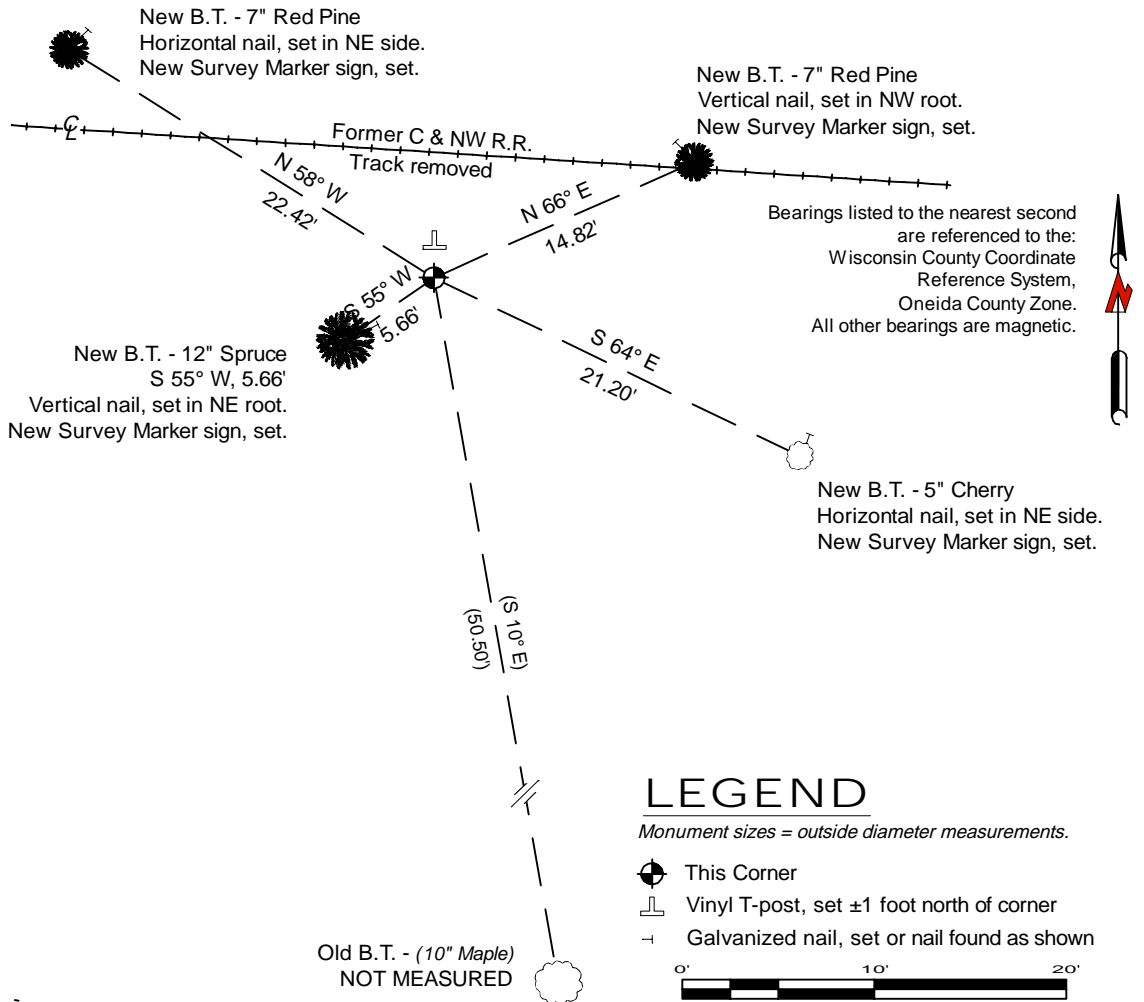 New B.T. - 7" Red Pine
Horizontal nail, set in NE side.
New Survey Marker sign, set.
New B.T. - 7" Red Pine
Vertical nail, set in NW root.
New Survey Marker sign, set.
CL
Former C & NW R.R.
Track removed
N 58° W
22.42'
N 66° E
14.82'
Bearings listed to the nearest second
are referenced to the:
Wisconsin County Coordinate
Reference System,
Oneida County Zone.
All other bearings are magnetic.
N
S 55° W
5.66'
New B.T. - 12" Spruce
S 55° W, 5.66'
Vertical nail, set in NE root.
New Survey Marker sign, set.
S 64° E
21.20'
New B.T. - 5" Cherry
Horizontal nail, set in NE side.
New Survey Marker sign, set.
(S 10° E)
(50.50')
Old B.T. - (10" Maple)
NOT MEASURED
LEGEND
Monument sizes = outside diameter measurements.
This Corner
Vinyl T-post, set ±1 foot north of corner
Galvanized nail, set or nail found as shown
0' 10' 20'